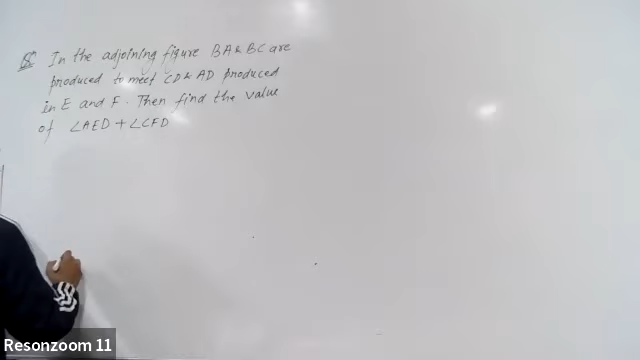 Q. In the adjoining figure BA & BC are
produced to meet CD & AD produced
in E and F. Then find the value
of ∠AED + ∠CFD
Resonzoom 11